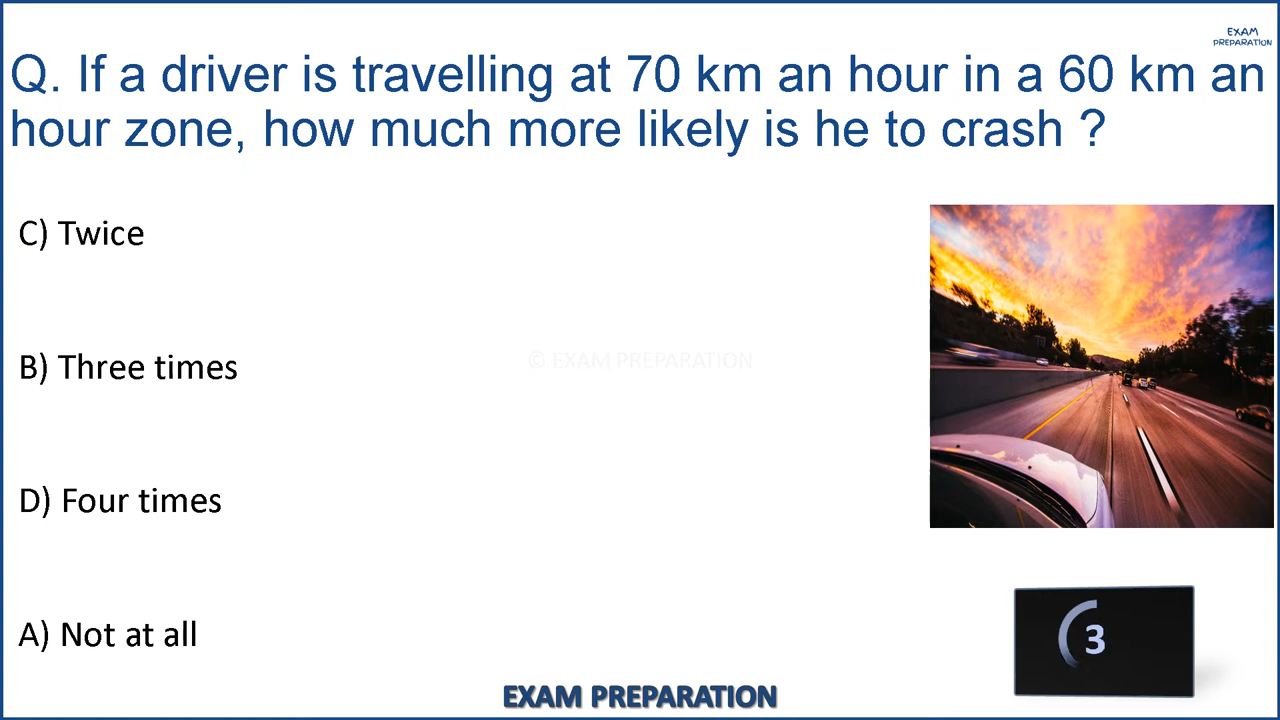 EXAM
PREPARATION
Q. If a driver is travelling at 70 km an hour in a 60 km an
hour zone, how much more likely is he to crash ?
C) Twice
B) Three times
© EXAM PREPARATION
D) Four times
A) Not at all
3
EXAM PREPARATION